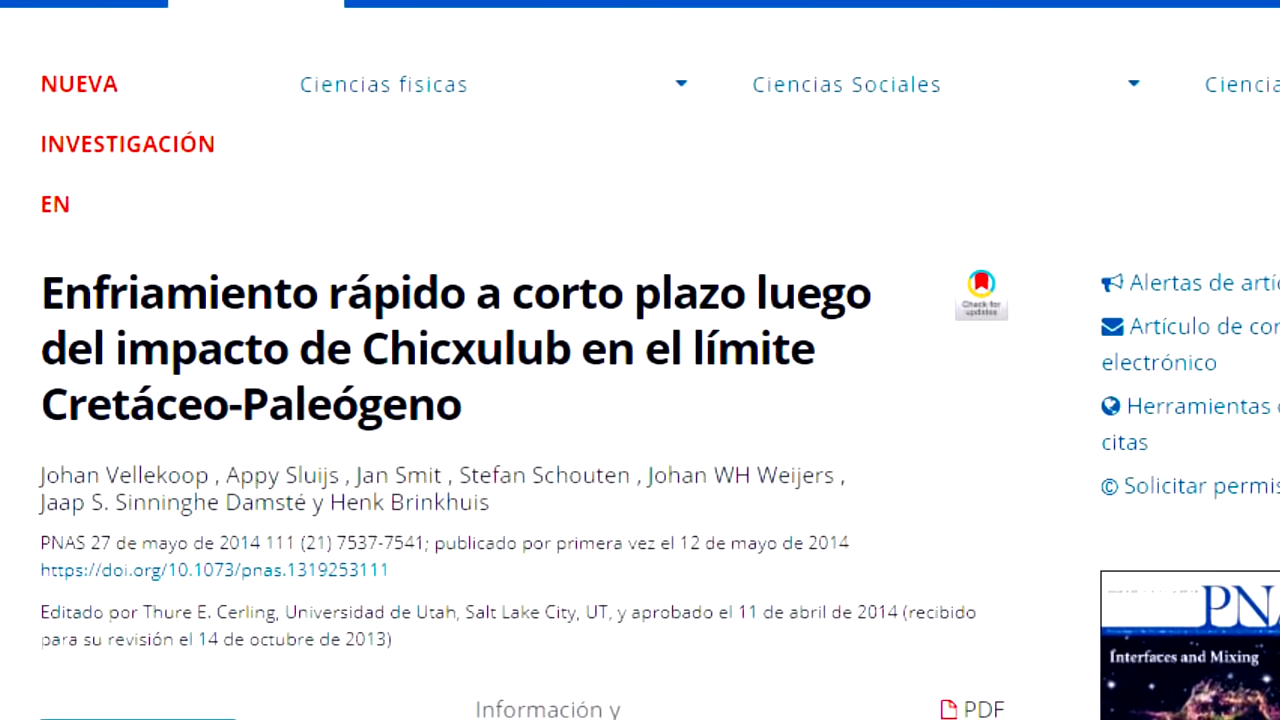 NUEVA
Ciencias fisicas
Ciencias Sociales
Ciencia
INVESTIGACIÓN
EN
Enfriamiento rápido a corto plazo luego
del impacto de Chicxulub en el límite
Cretáceo-Paleógeno
Check for
updates
Johan Vellekoop , Appy Sluijs , Jan Smit , Stefan Schouten , Johan WH Weijers ,
Jaap S. Sinninghe Damsté y Henk Brinkhuis
PNAS 27 de mayo de 2014 111 (21) 7537-7541; publicado por primera vez el 12 de mayo de 2014
https://doi.org/10.1073/pnas.1319253111
Editado por Thure E. Cerling, Universidad de Utah, Salt Lake City, UT, y aprobado el 11 de abril de 2014 (recibido
para su revisión el 14 de octubre de 2013)
Información y
PDF
Alertas de artí
Artículo de cor
electrónico
Herramientas
citas
© Solicitar permis
PN
Interfaces and Mixing